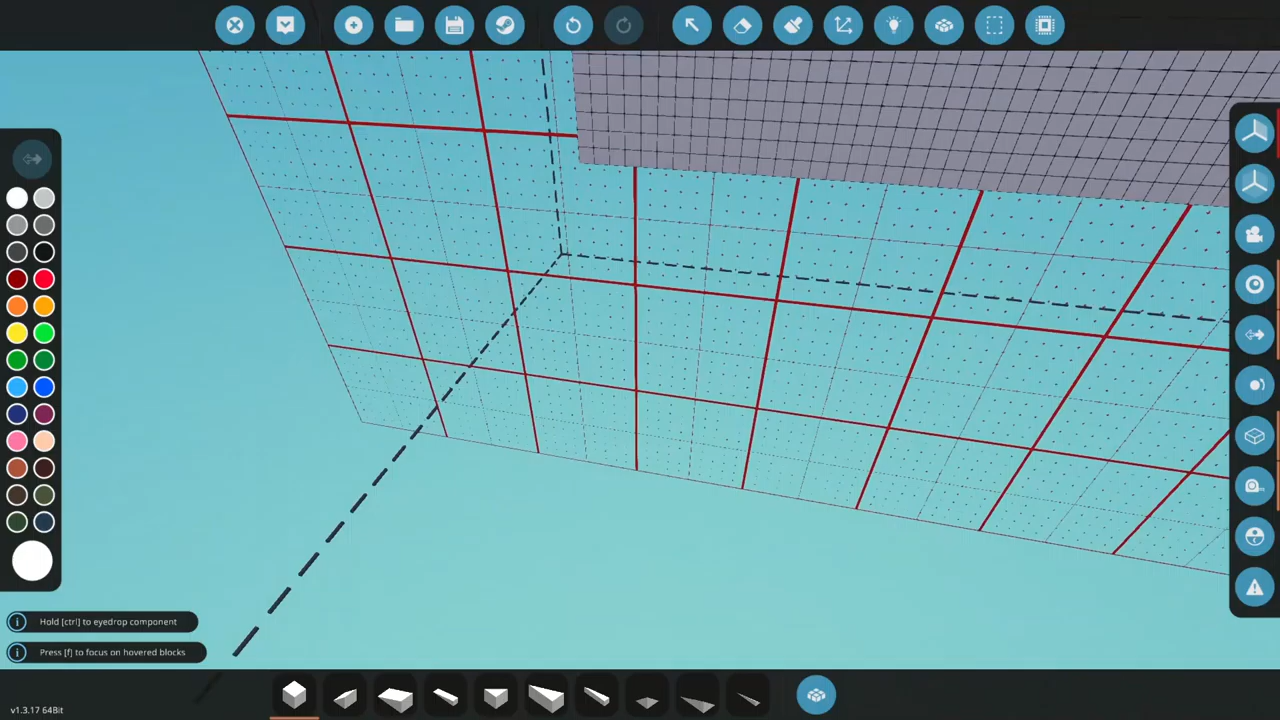 Hold [ctrl] to eyedrop component
Press [f] to focus on hovered blocks
v1.3.17 64Bit